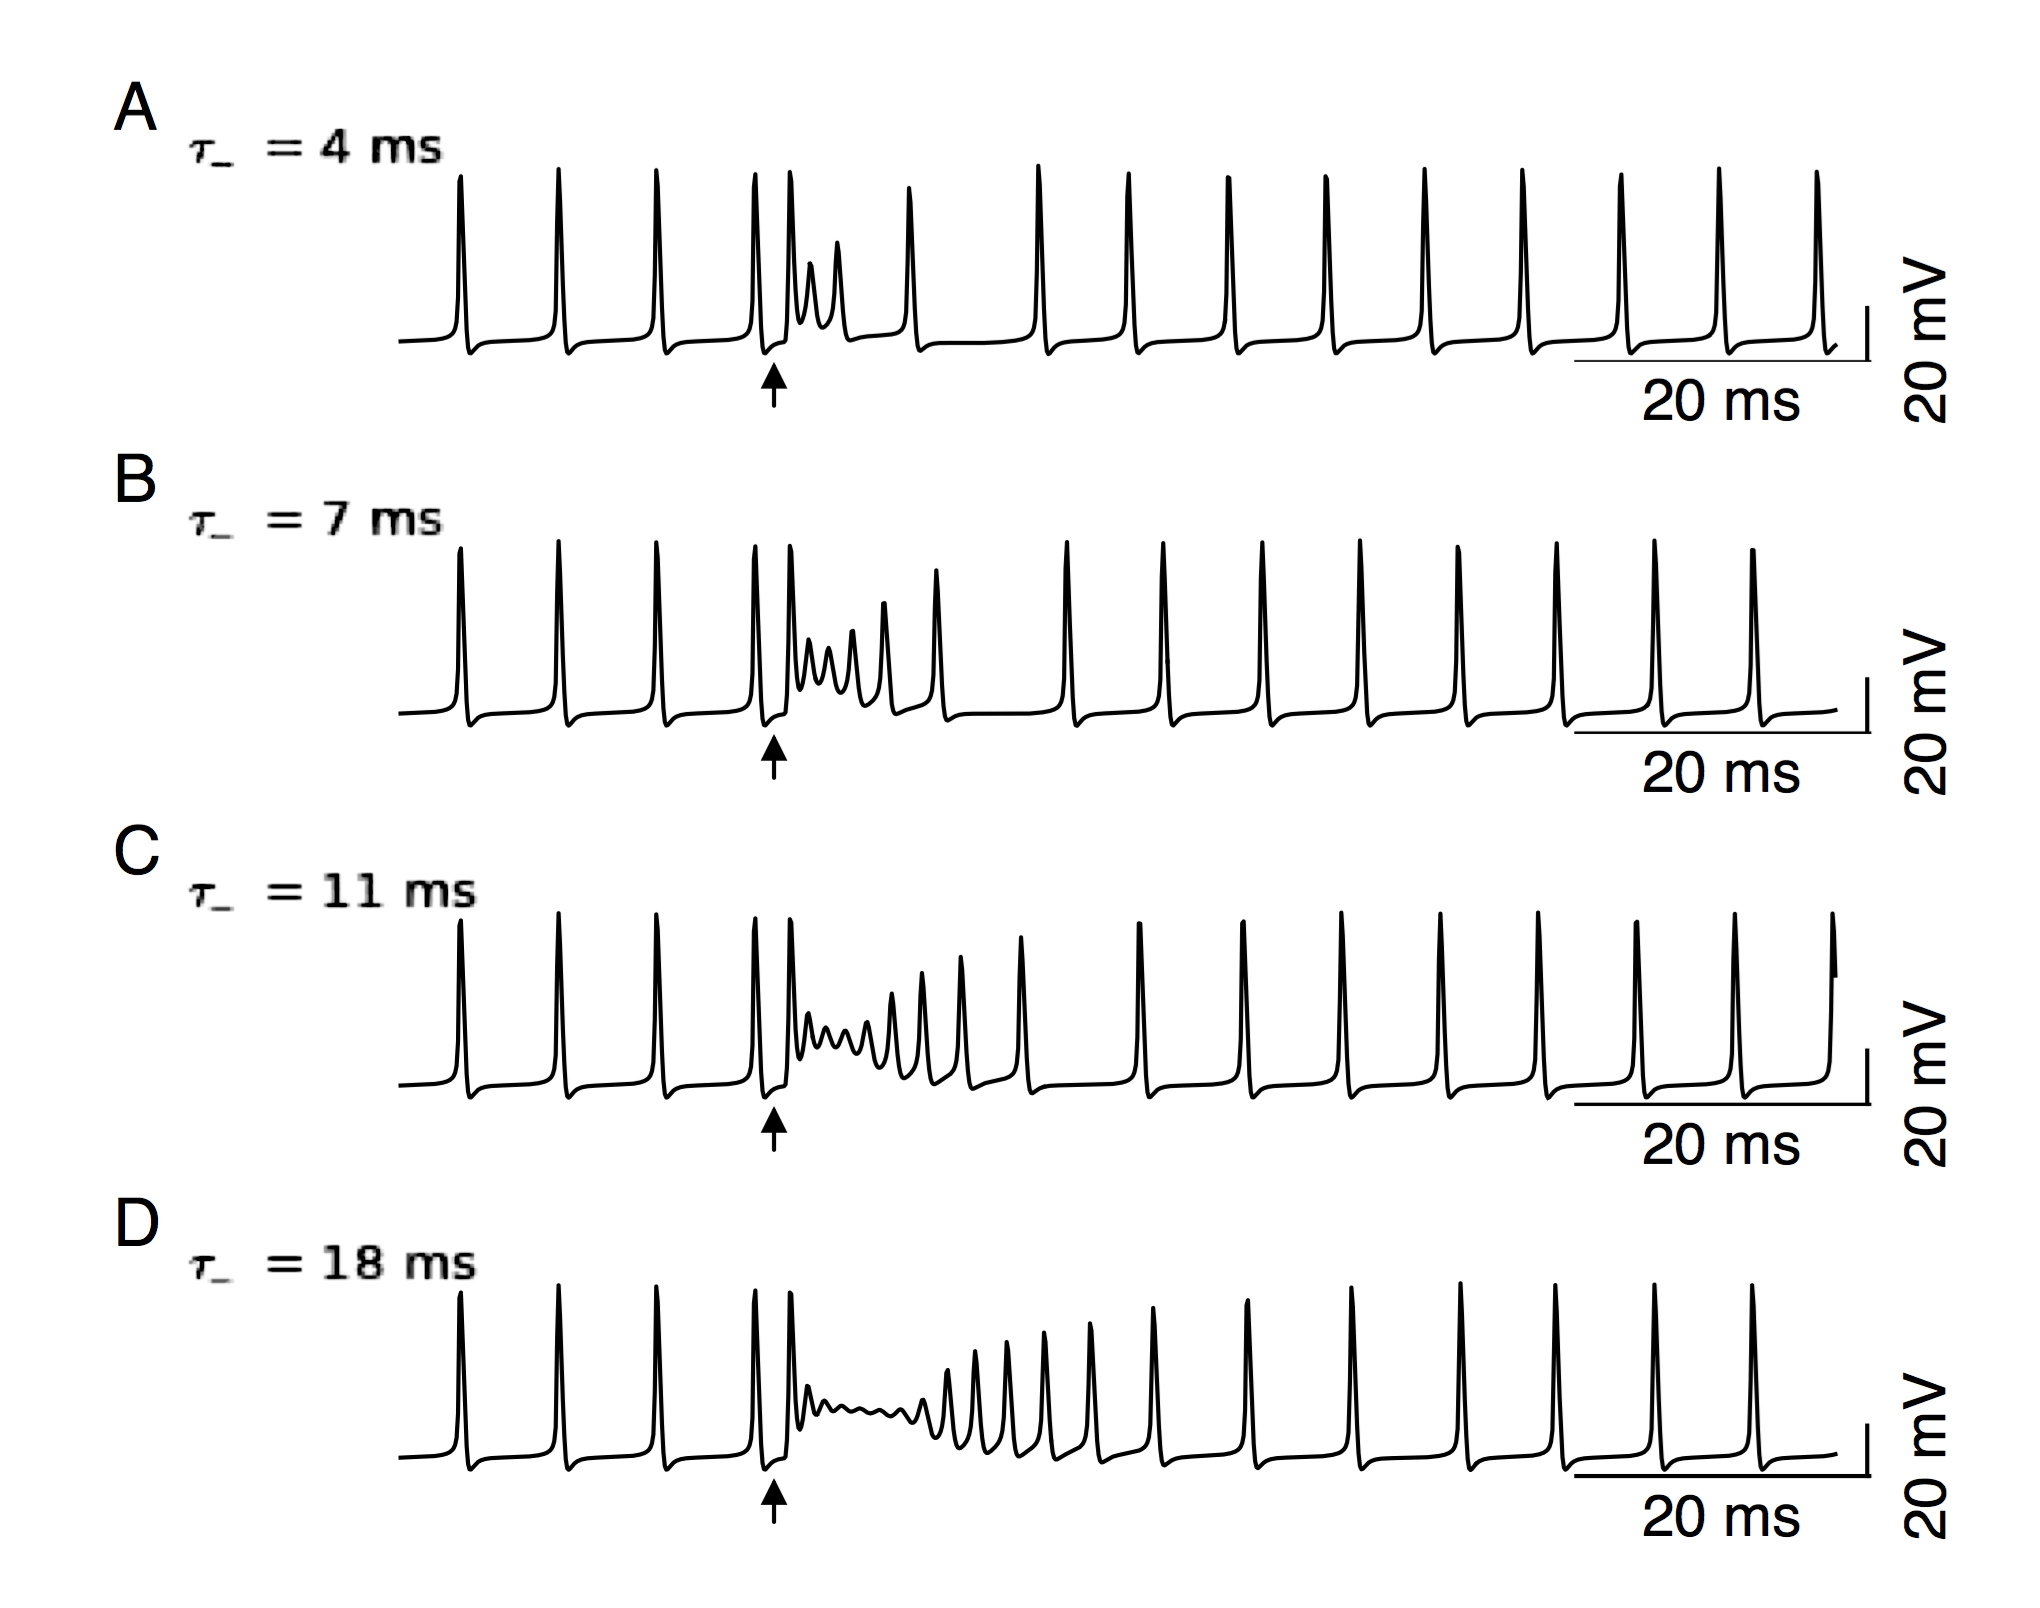 A
τ_ = 4 ms
20 mV
20 ms
B
τ_ = 7 ms
20 mV
20 ms
C
τ_ = 11 ms
20 mV
20 ms
D
τ_ = 18 ms
20 mV
20 ms